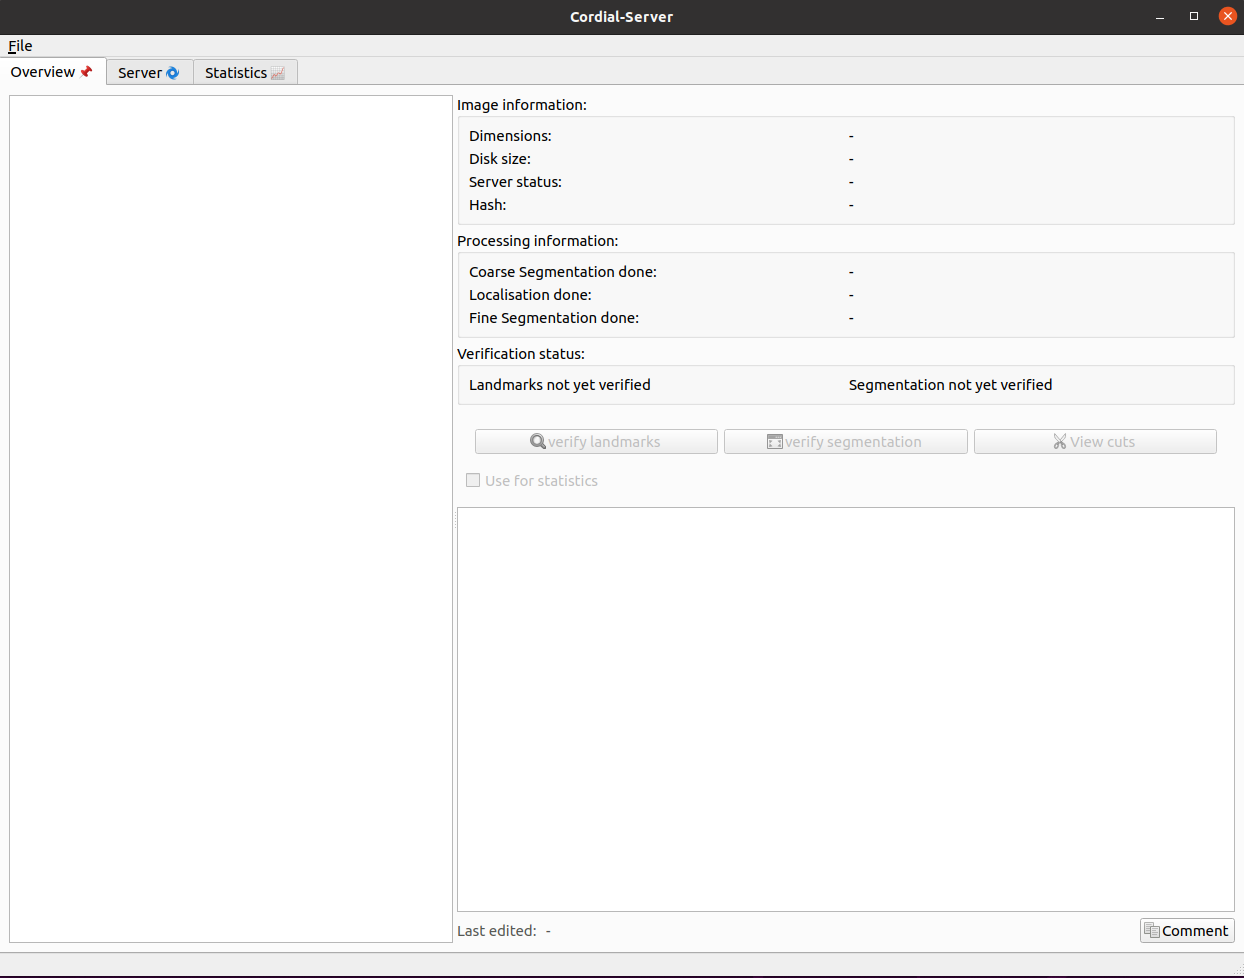 Cordial-Server
File
Overview Server Statistics
Image information:
Dimensions: -
Disk size: -
Server status: -
Hash: -
Processing information:
Coarse Segmentation done: -
Localisation done: -
Fine Segmentation done: -
Verification status:
Landmarks not yet verified Segmentation not yet verified
verify landmarks verify segmentation View cuts
Use for statistics
Last edited: - Comment